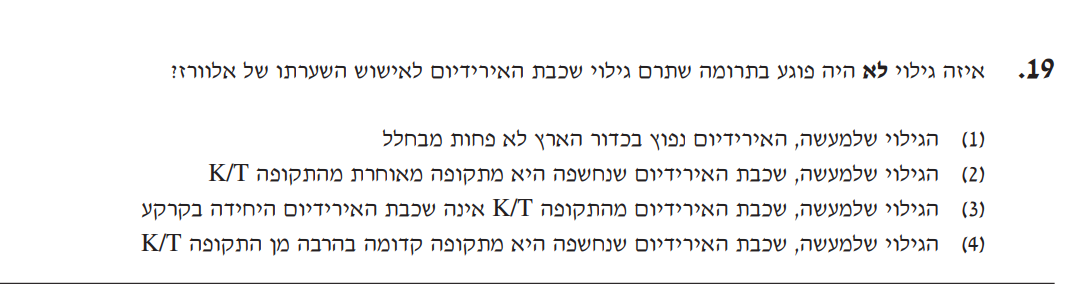 19. איזה גילוי לא היה פוגע בתרומה שתרם גילוי שכבת האירידיום לאישוש השערתו של אלוורז?
(1) הגילוי שלמעשה, האירידיום נפוץ בכדור הארץ לא פחות מבחלל
(2) הגילוי שלמעשה, שכבת האירידיום שנחשפה היא מתקופה מאוחרת מהתקופה K/T
(3) הגילוי שלמעשה, שכבת האירידיום מהתקופה K/T אינה שכבת האירידיום היחידה בקרקע
(4) הגילוי שלמעשה, שכבת האירידיום שנחשפה היא מתקופה קדומה בהרבה מן התקופה K/T